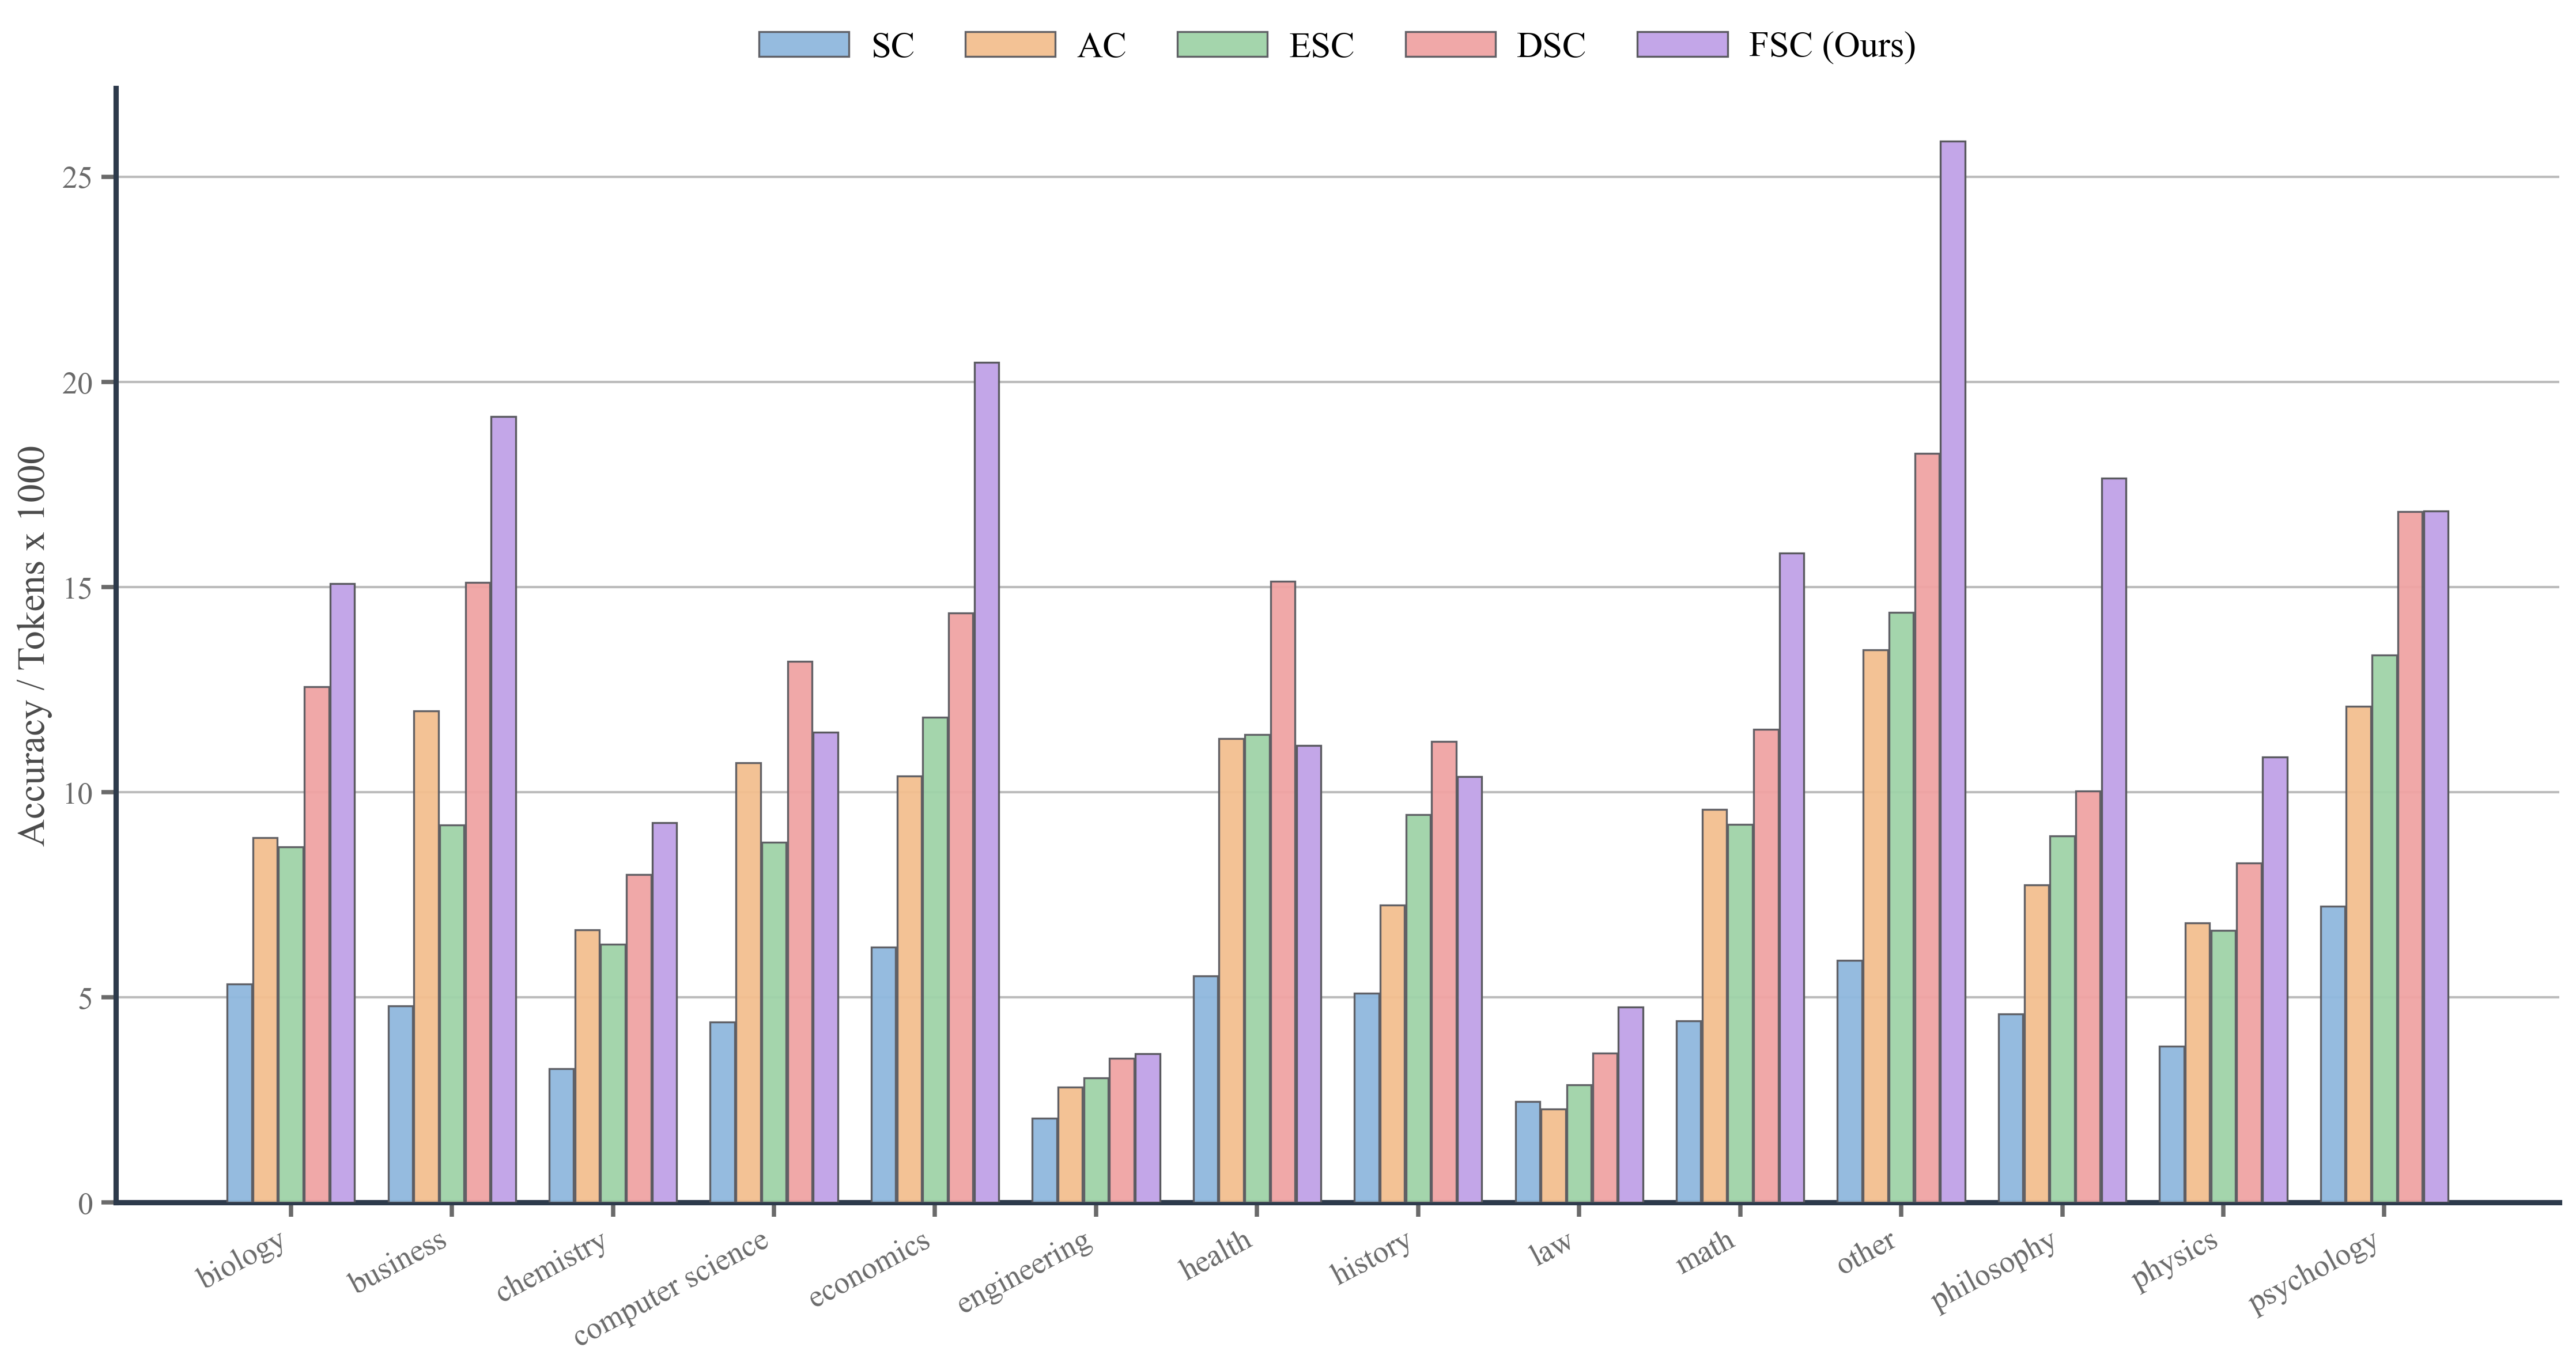 SC AC ESC DSC FSC (Ours)
Accuracy / Tokens x 1000
25
20
15
10
5
0
biology business chemistry computer science economics engineering health history law math other philosophy physics psychology